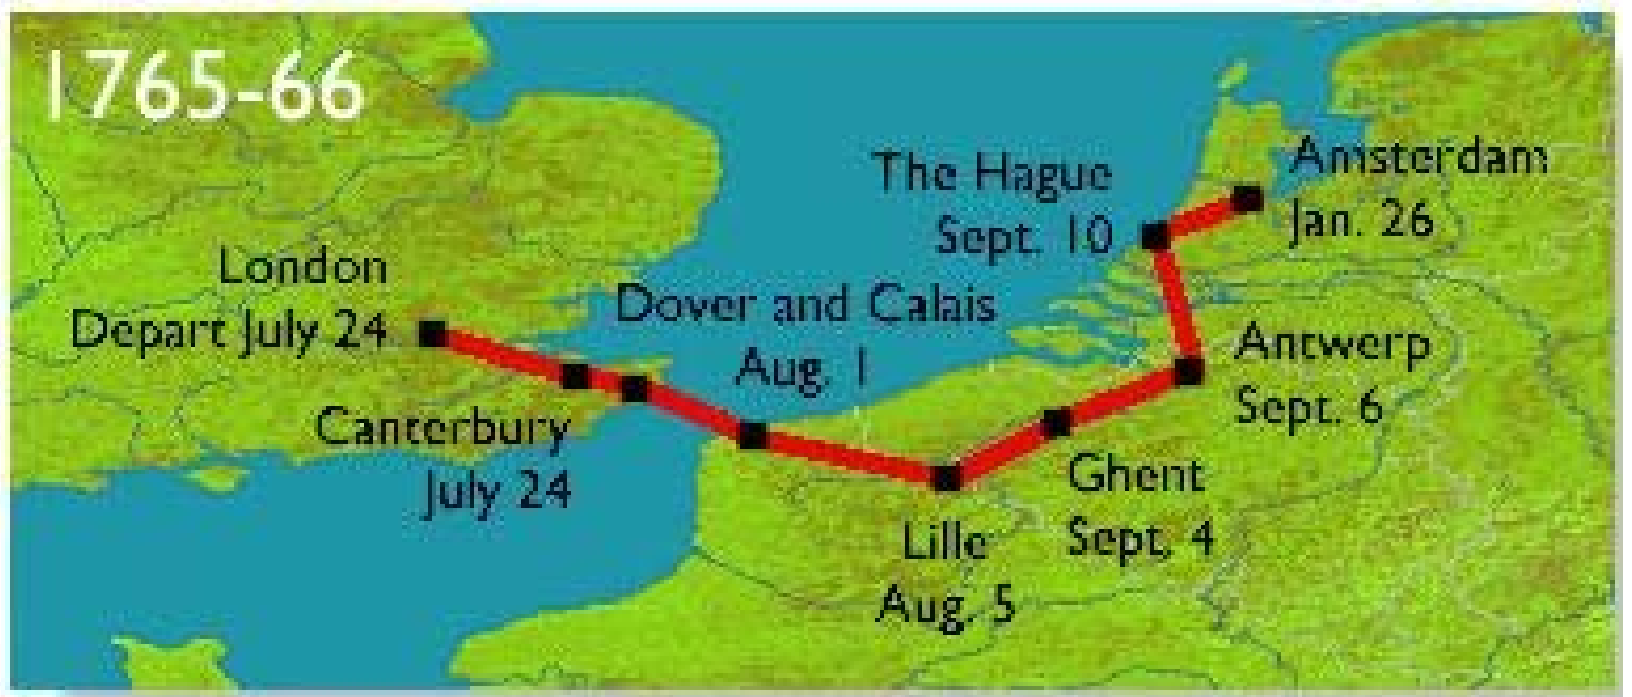 1765-66
The Hague
Sept. 10
Amsterdam
Jan. 26
London
Depart July 24
Dover and Calais
Aug. 1
Antwerp
Sept. 6
Canterbury
July 24
Ghent
Sept. 4
Lille
Aug. 5